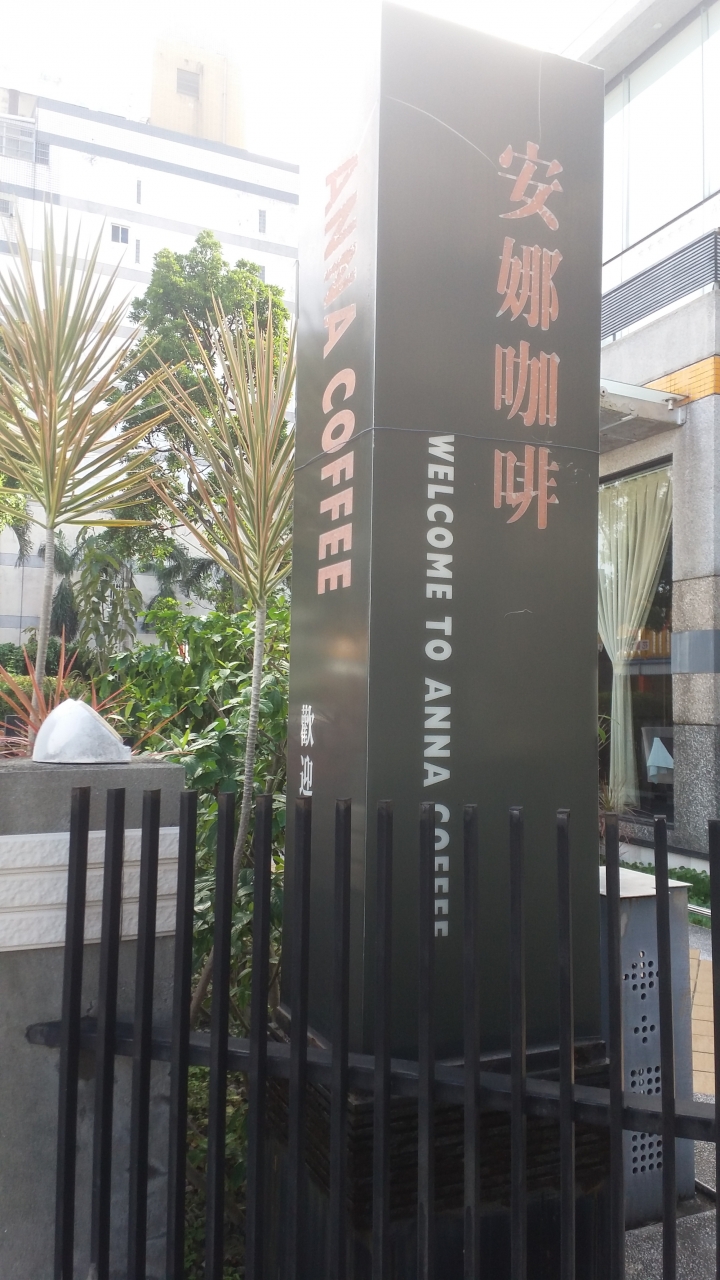 ANNA COFFEE
歡迎
安娜咖啡
WELCOME TO ANNA COFFEE